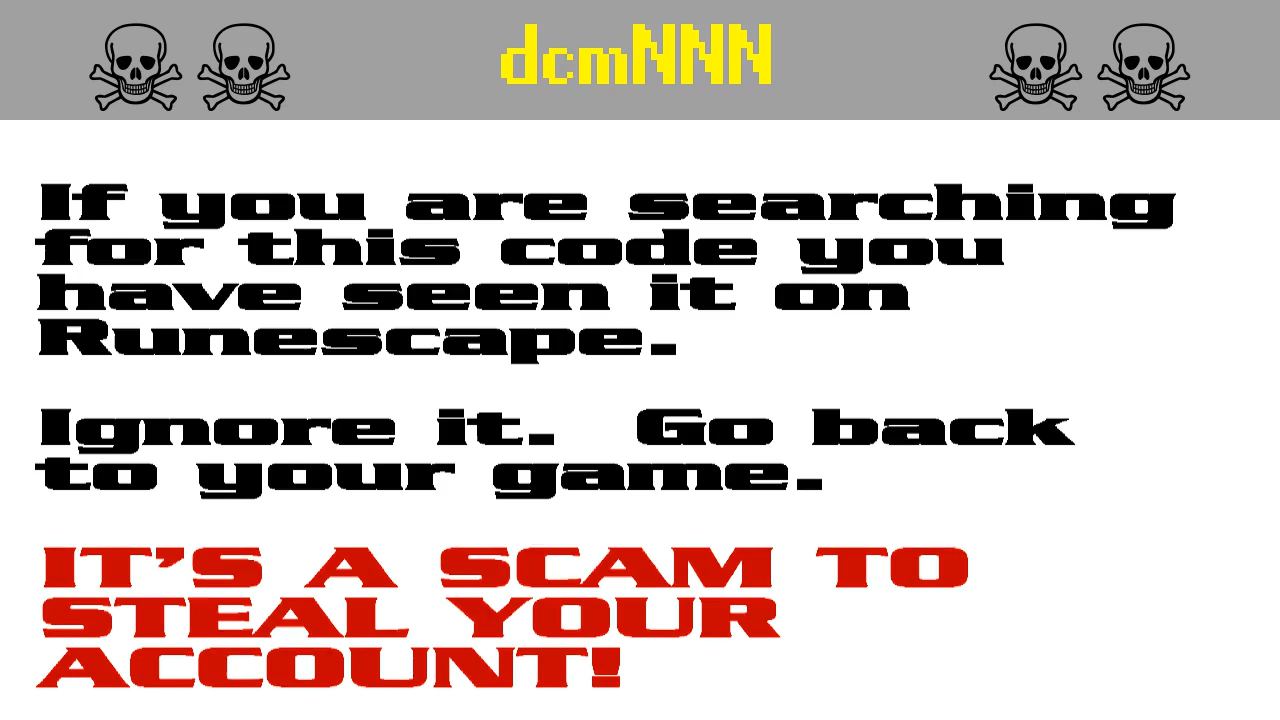 dcmNNN
If you are searching
for this code you
have seen it on
Runescape.
Ignore it.  Go back
to your game.
IT'S A SCAM TO
STEAL YOUR
ACCOUNT!